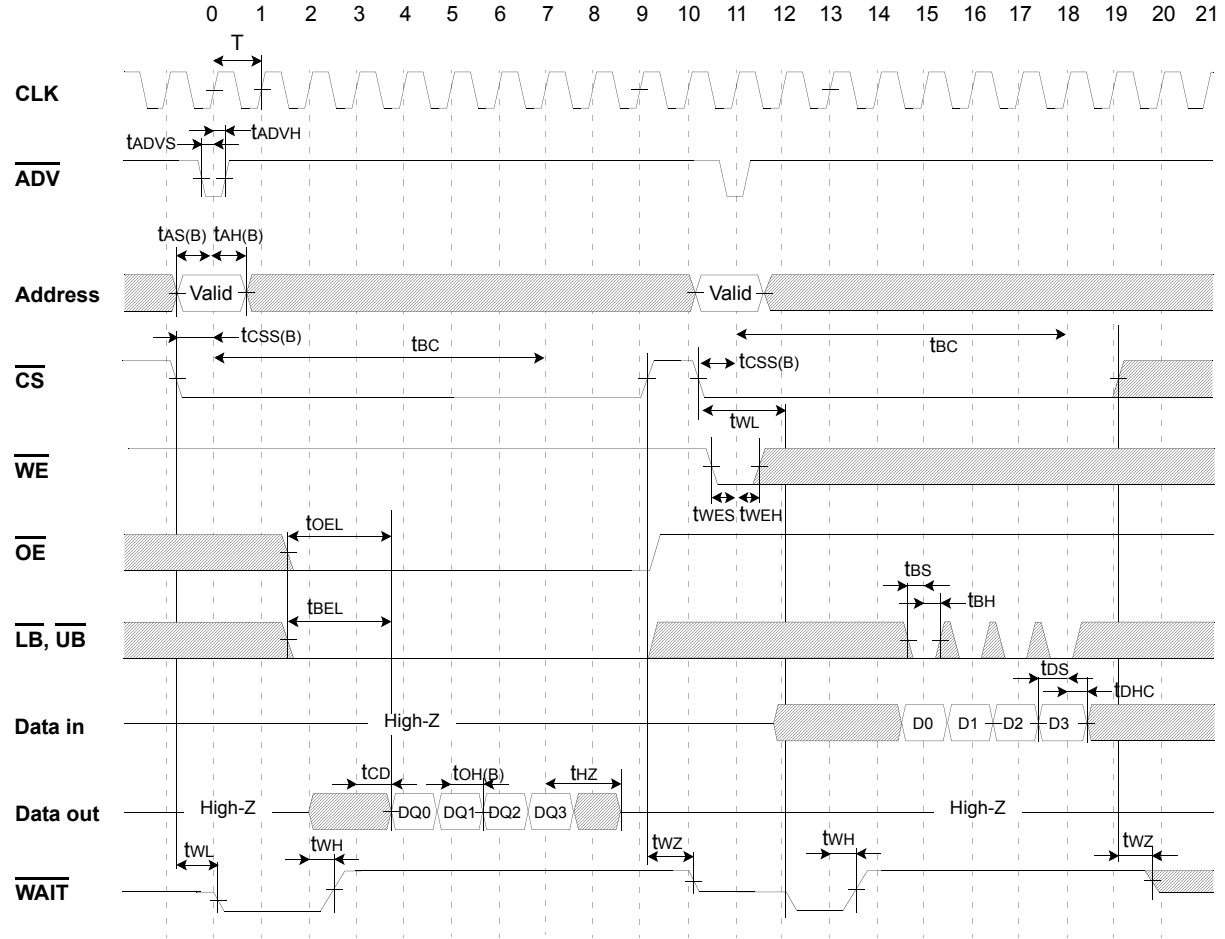 0 1 2 3 4 5 6 7 8 9 10 11 12 13 14 15 16 17 18 19 20 21
T
CLK
tADVH
tADVS
ADV
tAS(B) tAH(B)
Address Valid Valid
tCSS(B) tBC tBC
tCSS(B)
CS
tWL
WE
tWES tWEH
tOEL
OE
tBS
tBEL tBH
LB, UB
tDS
tDHC
Data in High-Z D0 D1 D2 D3
tCD tOH(B) tHZ
Data out High-Z DQ0 DQ1 DQ2 DQ3 High-Z
tWL tWH tWZ tWH tWZ
WAIT